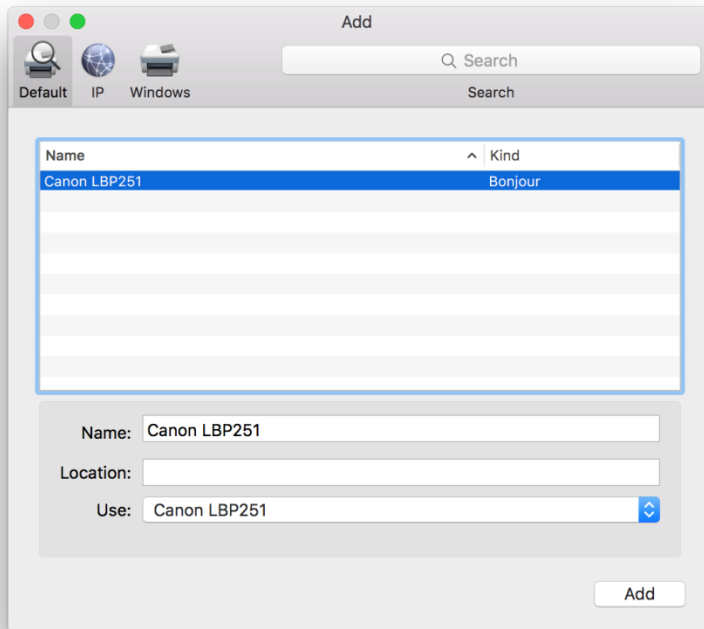 Add
Search
Default IP Windows Search
Name Kind
Canon LBP251 Bonjour
Name: Canon LBP251
Location:
Use: Canon LBP251
Add